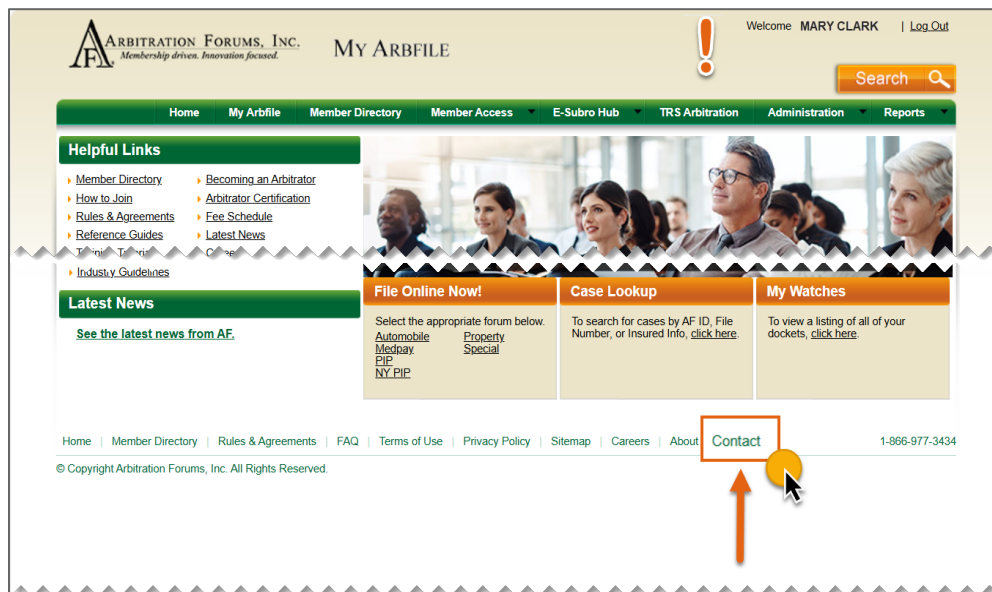 ARBITRATION FORUMS, INC.
Membership driven. Innovation focused.
MY ARBFILE
Welcome MARY CLARK | Log Out
Search
Home My Arbfile Member Directory Member Access E-Subro Hub TRS Arbitration Administration Reports
Helpful Links
Member Directory
How to Join
Rules & Agreements
Reference Guides
Becoming an Arbitrator
Arbitrator Certification
Fee Schedule
Latest News
Industry Guidelines
Latest News
See the latest news from AF.
File Online Now!
Select the appropriate forum below.
Automobile Property
Medpay Special
PIP
NY PIP
Case Lookup
To search for cases by AF ID, File
Number, or Insured Info, click here.
My Watches
To view a listing of all of your
dockets, click here.
Home | Member Directory | Rules & Agreements | FAQ | Terms of Use | Privacy Policy | Sitemap | Careers | About Contact 1-866-977-3434
© Copyright Arbitration Forums, Inc. All Rights Reserved.